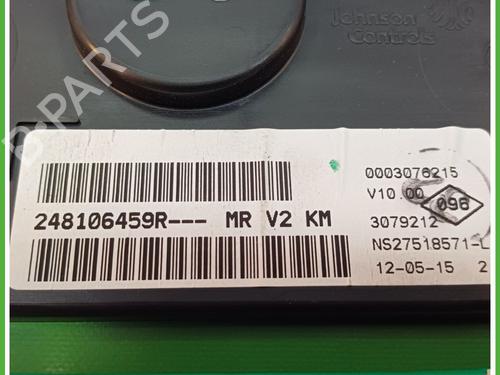 Johnson
Controls
B-PARTS
0003076215
V10.00
096
248106459R--- MR V2 KM
3079212
NS27518571-L
12-05-15 2